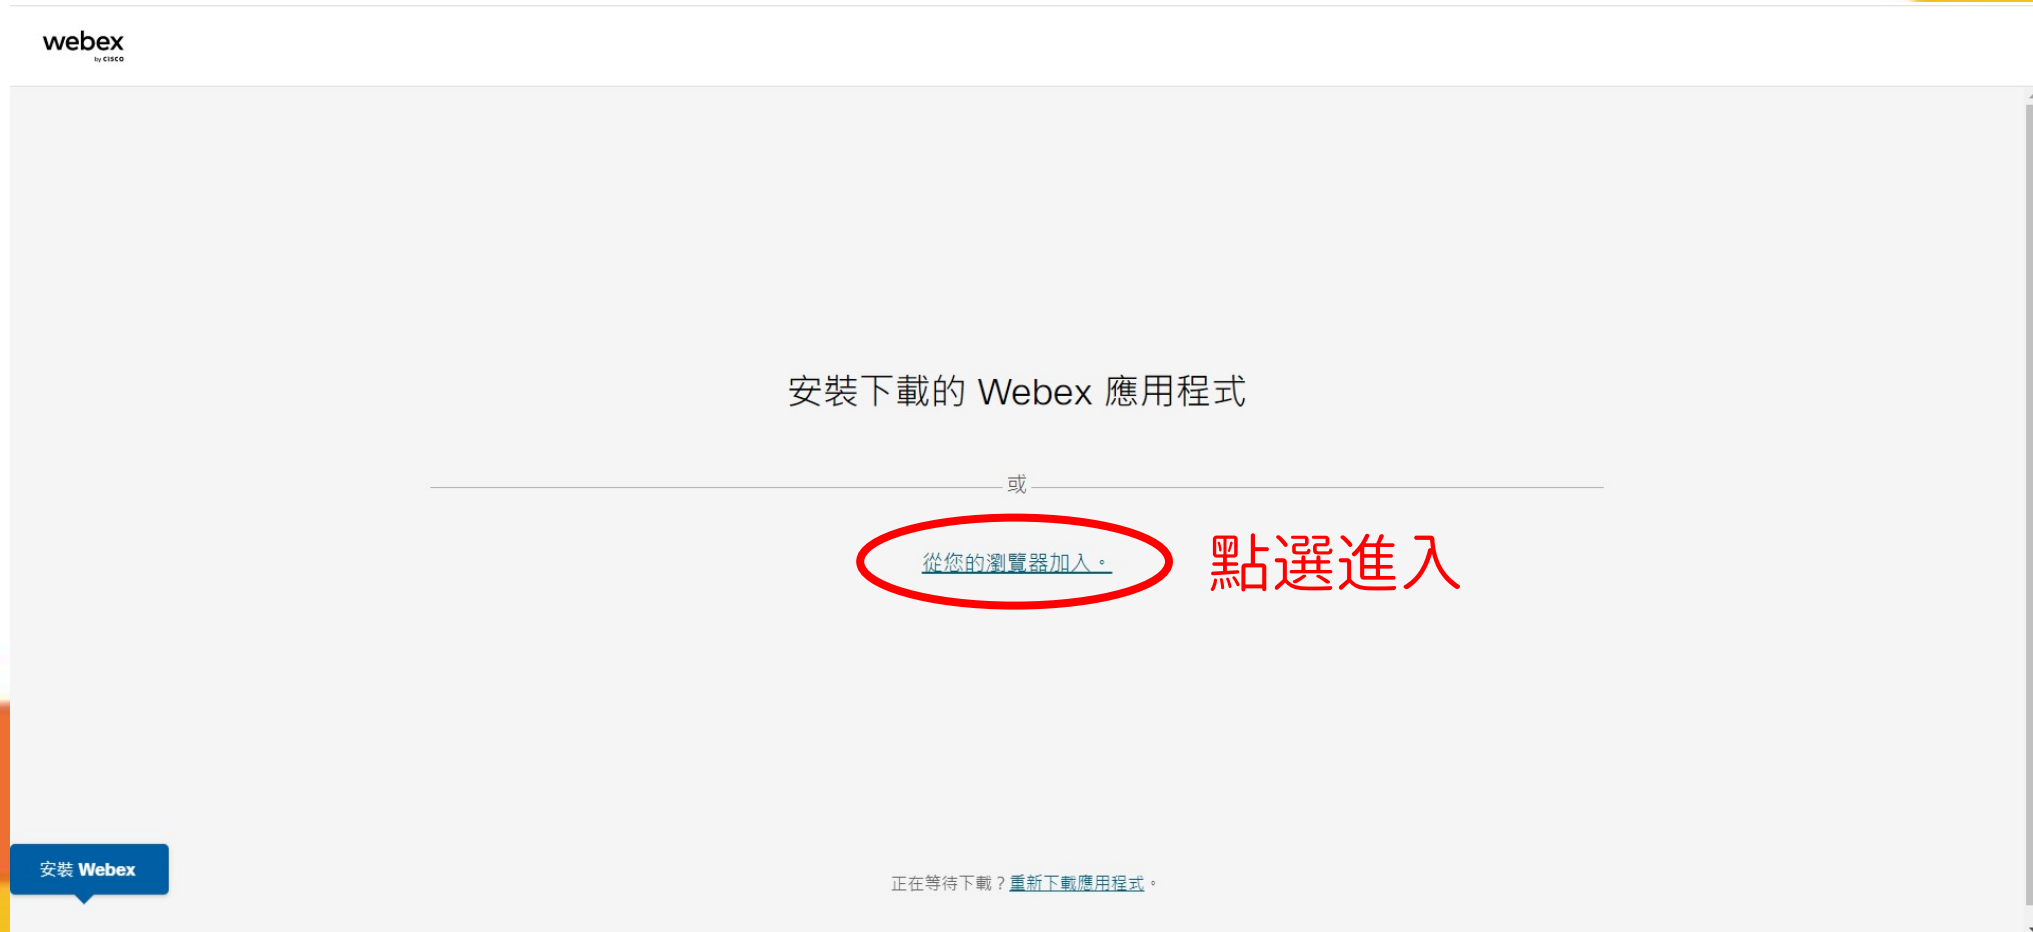 webex
by CISCO
安裝下載的 Webex 應用程式
或
從您的瀏覽器加入。
點選進入
安裝 Webex
正在等待下載？重新下載應用程式。